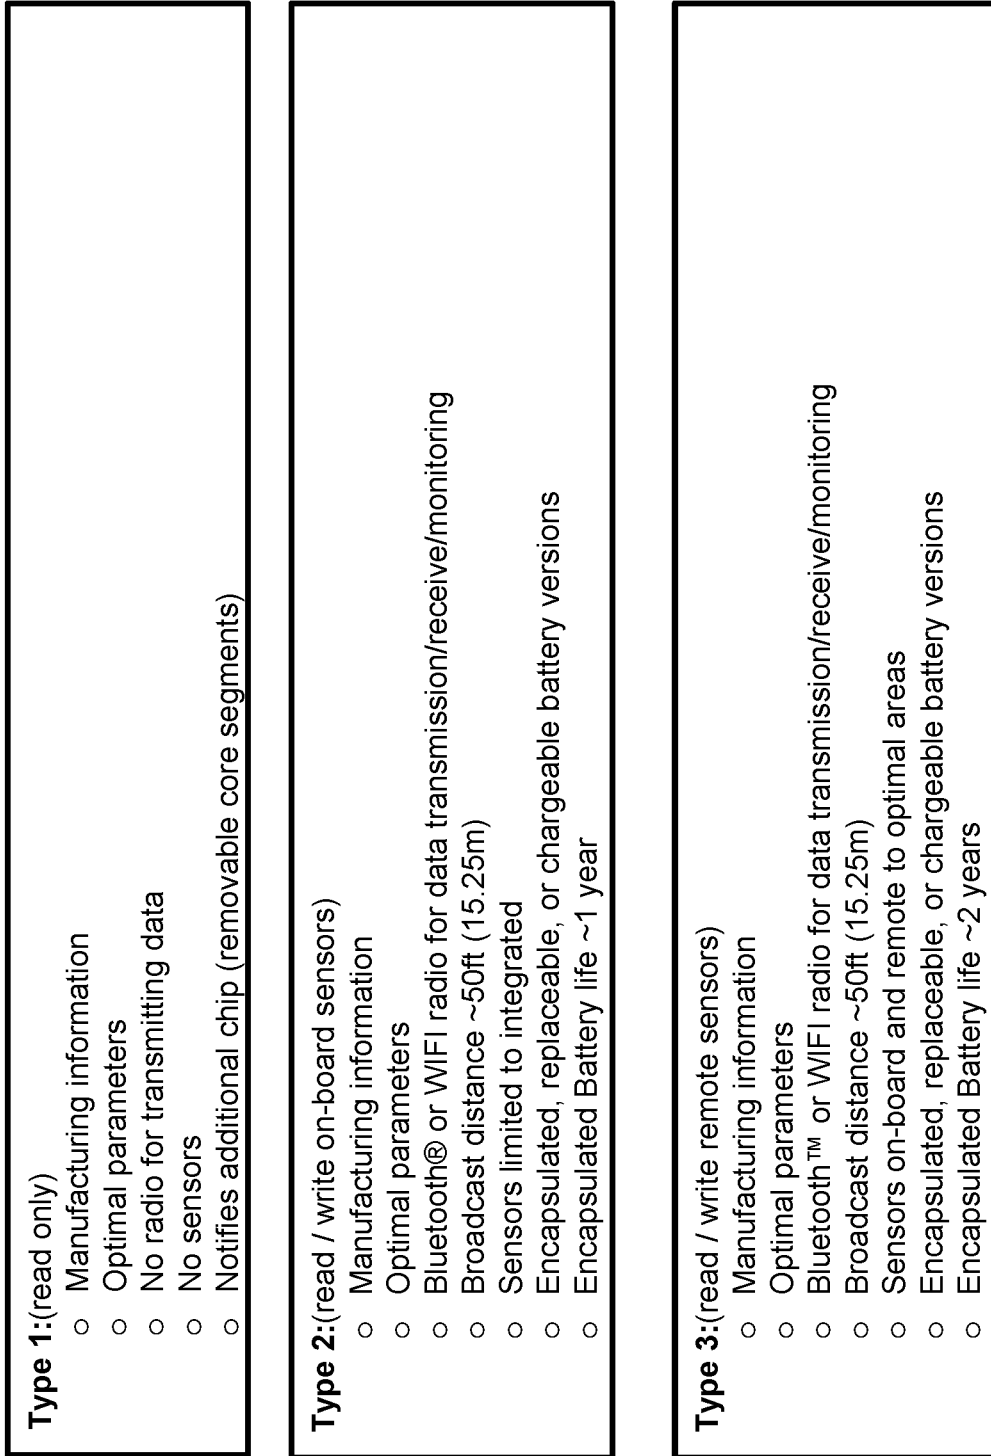 Type 1:(read only)
○ Manufacturing information
○ Optimal parameters
○ No radio for transmitting data
○ No sensors
○ Notifies additional chip (removable core segments)
Type 2:(read / write on-board sensors)
○ Manufacturing information
○ Optimal parameters
○ Bluetooth® or WIFI radio for data transmission/receive/monitoring
○ Broadcast distance ~50ft (15.25m)
○ Sensors limited to integrated
○ Encapsulated, replaceable, or chargeable battery versions
○ Encapsulated Battery life ~1 year
Type 3:(read / write remote sensors)
○ Manufacturing information
○ Optimal parameters
○ Bluetooth™ or WIFI radio for data transmission/receive/monitoring
○ Broadcast distance ~50ft (15.25m)
○ Sensors on-board and remote to optimal areas
○ Encapsulated, replaceable, or chargeable battery versions
○ Encapsulated Battery life ~2 years